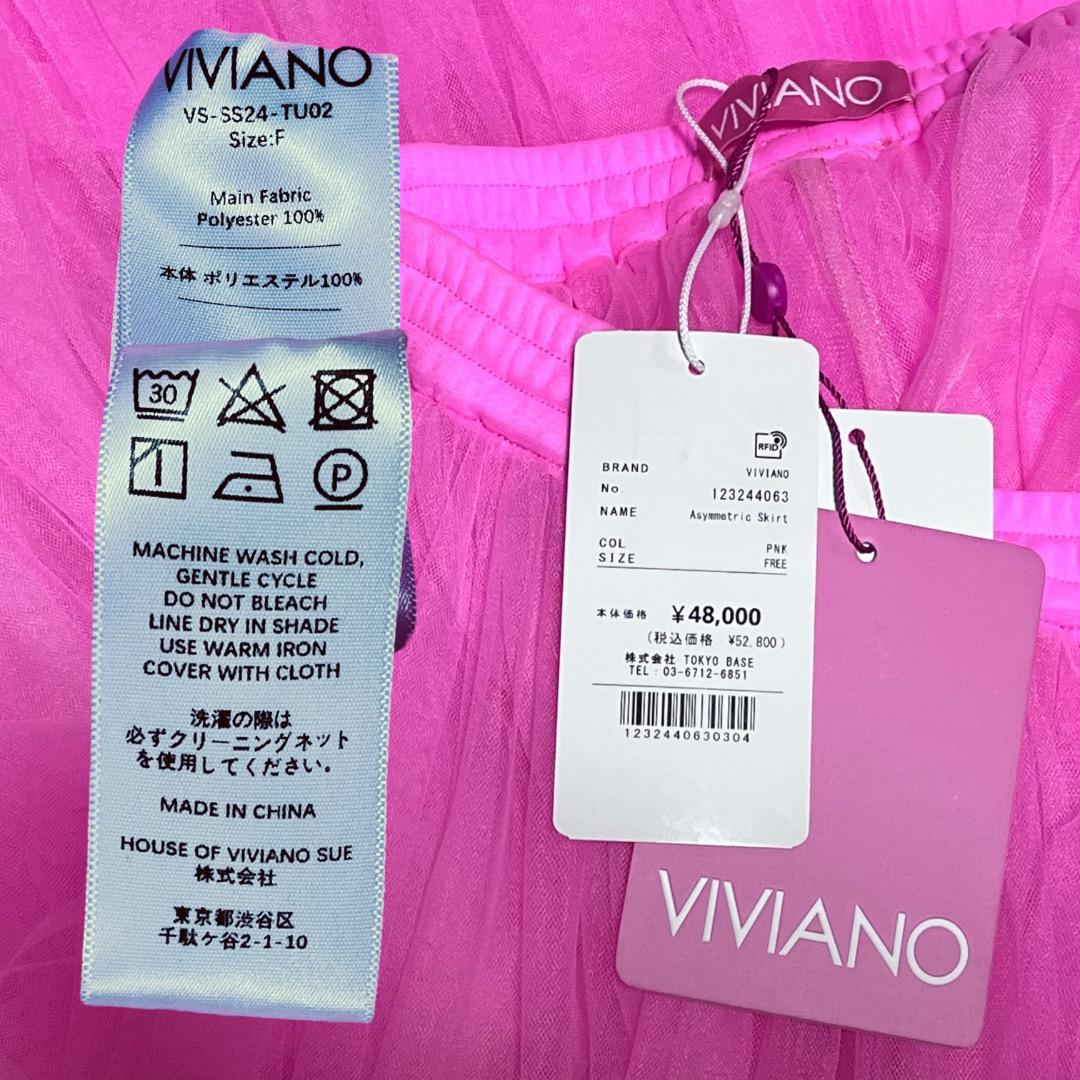 VIVIANO
VS-SS24-TU02
Size:F
Main Fabric
Polyester 100%
本体 ポリエステル100%
30
P
MACHINE WASH COLD,
GENTLE CYCLE
DO NOT BLEACH
LINE DRY IN SHADE
USE WARM IRON
COVER WITH CLOTH
洗濯の際は
必ずクリーニングネット
を使用してください。
MADE IN CHINA
HOUSE OF VIVIANO SUE
株式会社
東京都渋谷区
千駄ケ谷2-1-10
VIVIANO
RFID
BRAND VIVIANO
No. 123244063
NAME Asymmetric Skirt
COL PNK
SIZE FREE
本体価格 ¥48,000
(税込価格 ¥52,800)
株式会社 TOKYO BASE
TEL:03-6712-6851
1232440630304
VIVIANO